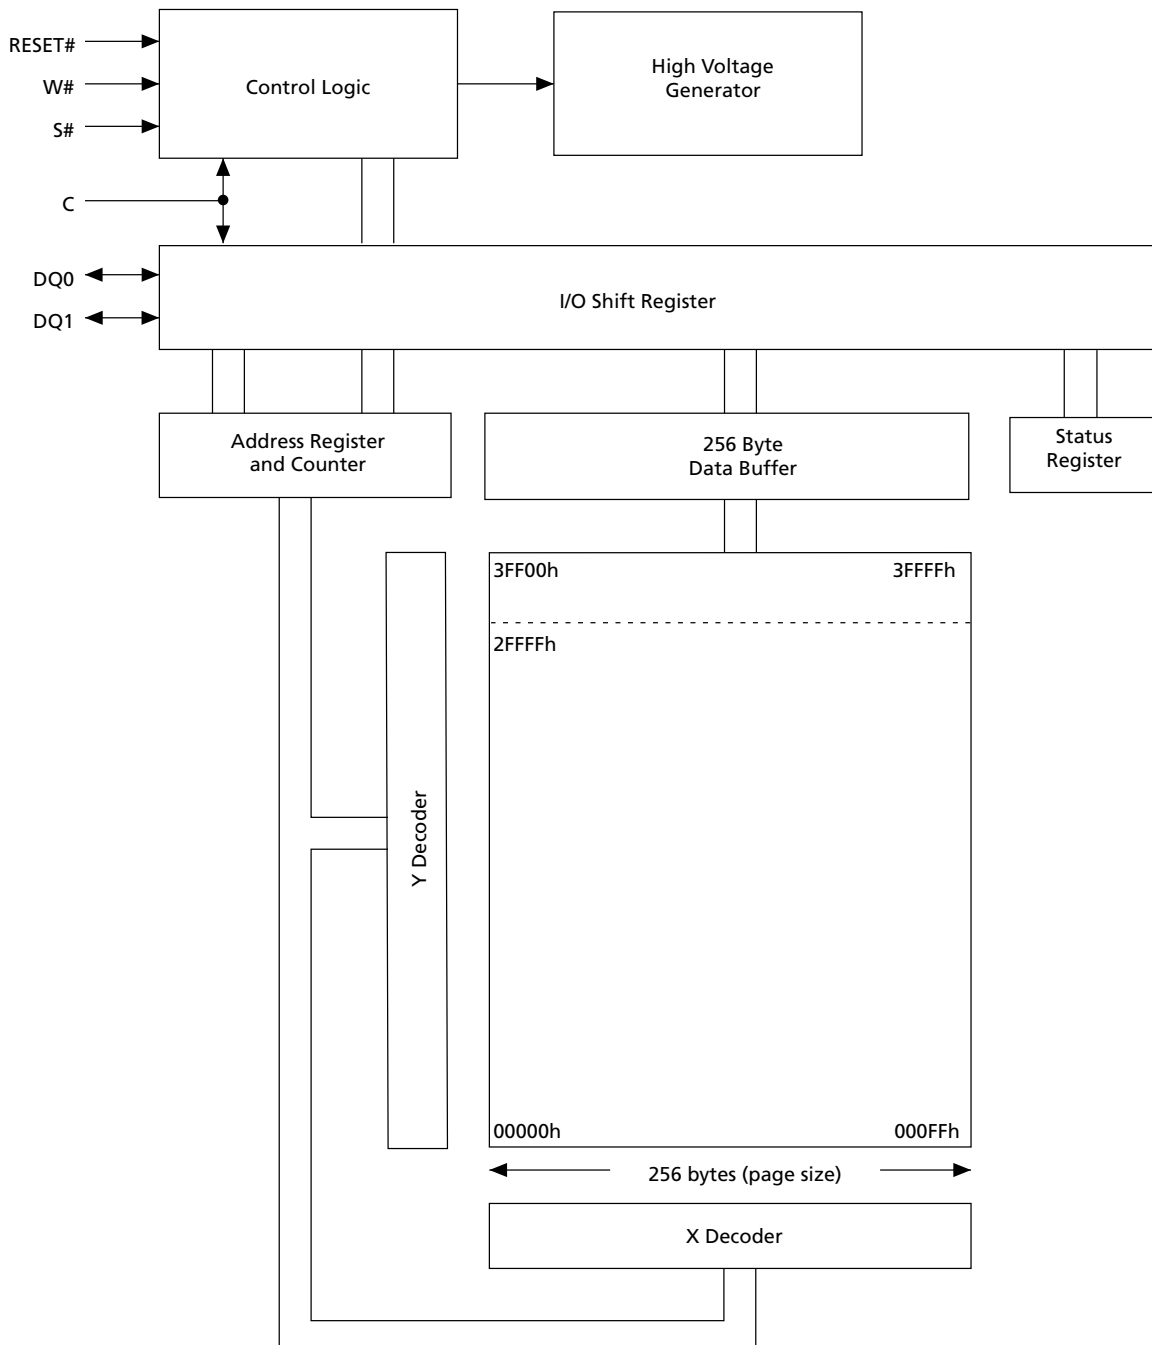 RESET#
W#
S#
Control Logic
High Voltage
Generator
C
DQ0
DQ1
I/O Shift Register
Address Register
and Counter
256 Byte
Data Buffer
Status
Register
3FF00h
3FFFFh
2FFFFh
Y Decoder
00000h
000FFh
256 bytes (page size)
X Decoder